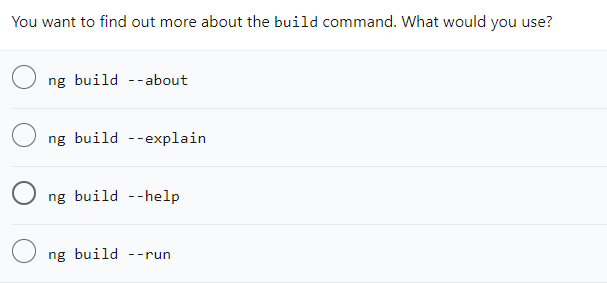 You want to find out more about the build command. What would you use?
ng build --about
ng build --explain
ng build --help
ng build --run